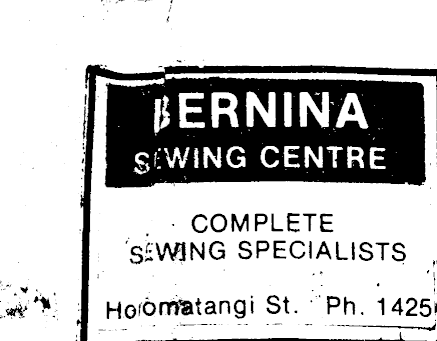 BERNINA
SEWING CENTRE
COMPLETE
SEWING SPECIALISTS
Horomatangi St. Ph. 1425